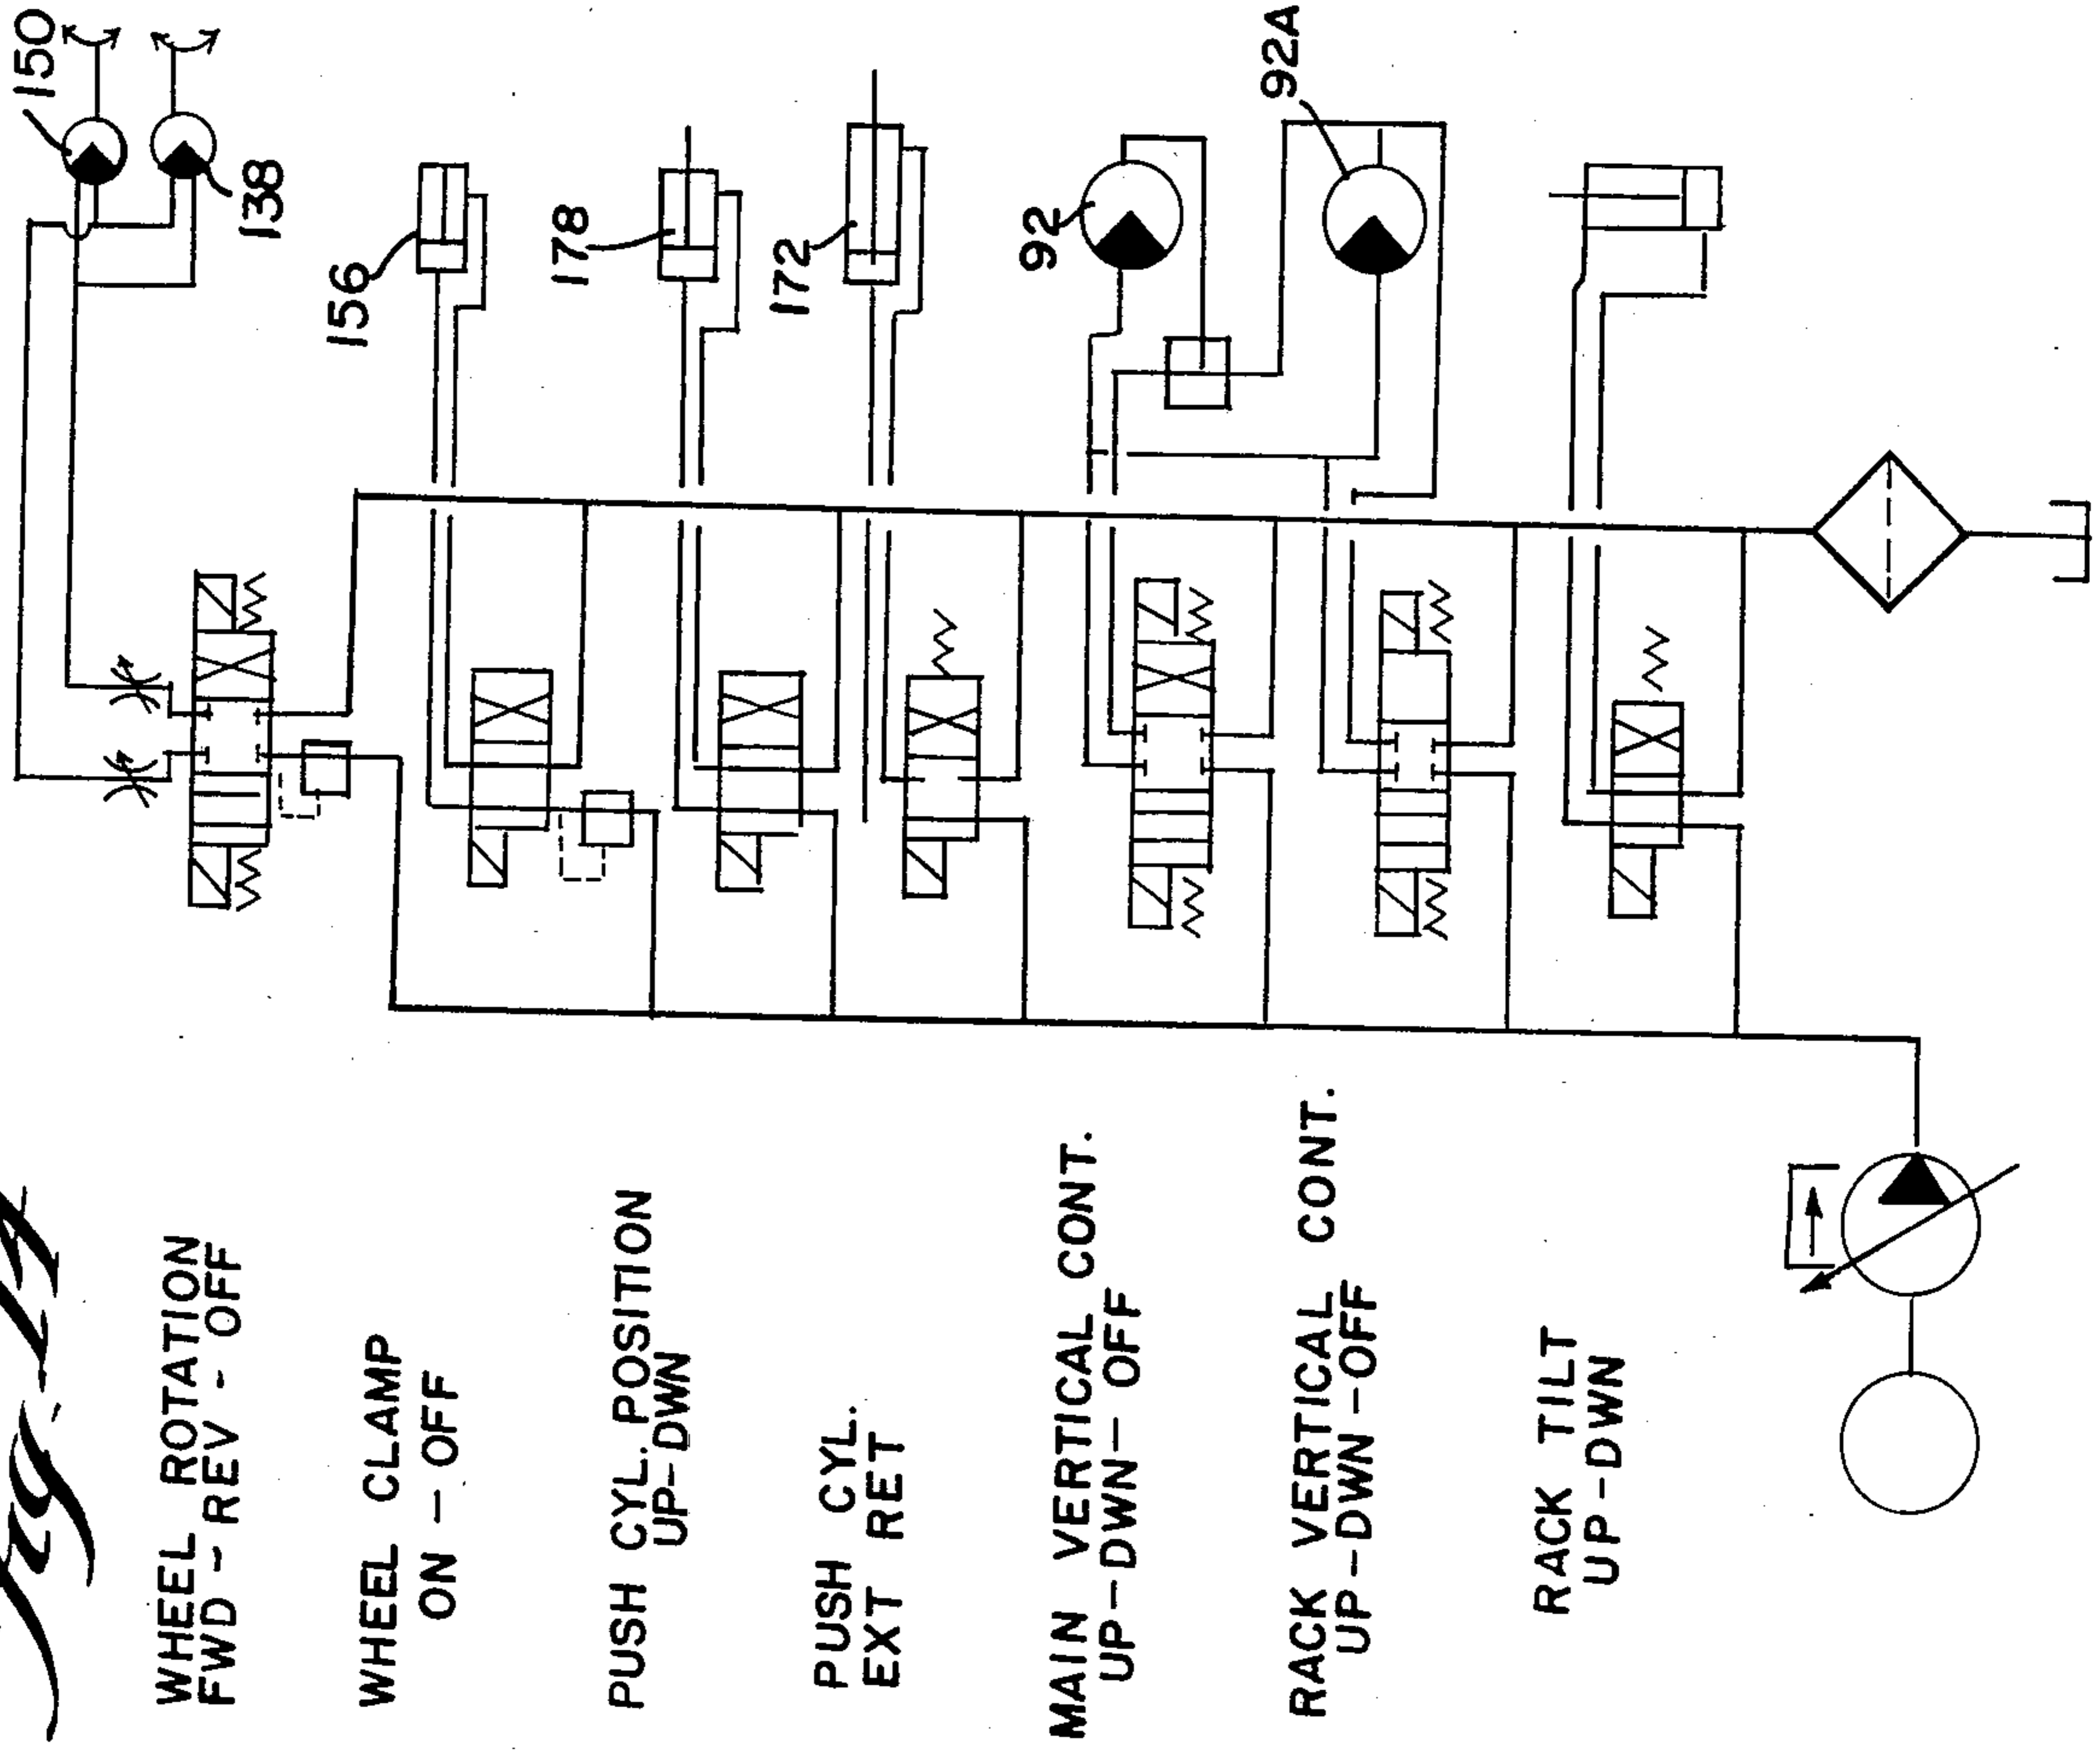 WHEEL ROTATION
FWD - REV - OFF
WHEEL CLAMP
ON - OFF
PUSH CYL. POSITION
UP-DWN
PUSH CYL.
EXT RET
MAIN VERTICAL CONT.
UP-DWN- OFF
RACK VERTICAL CONT.
UP-DWN-OFF
RACK TILT
UP-DWN
150
138
156
178
172
92
92A